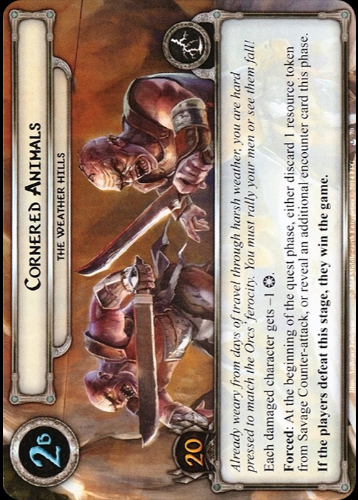 2B
CORNERED ANIMALS
THE WEATHER HILLS
20
Already weary from days of travel through harsh weather, you are hard
pressed to match the Orcs' ferocity. You must rally your men or see them fall!
Each damaged character gets –1 .
Forced: At the beginning of the quest phase, either discard 1 resource token
from Savage Counter-attack, or reveal an additional encounter card this phase.
If the players defeat this stage, they win the game.